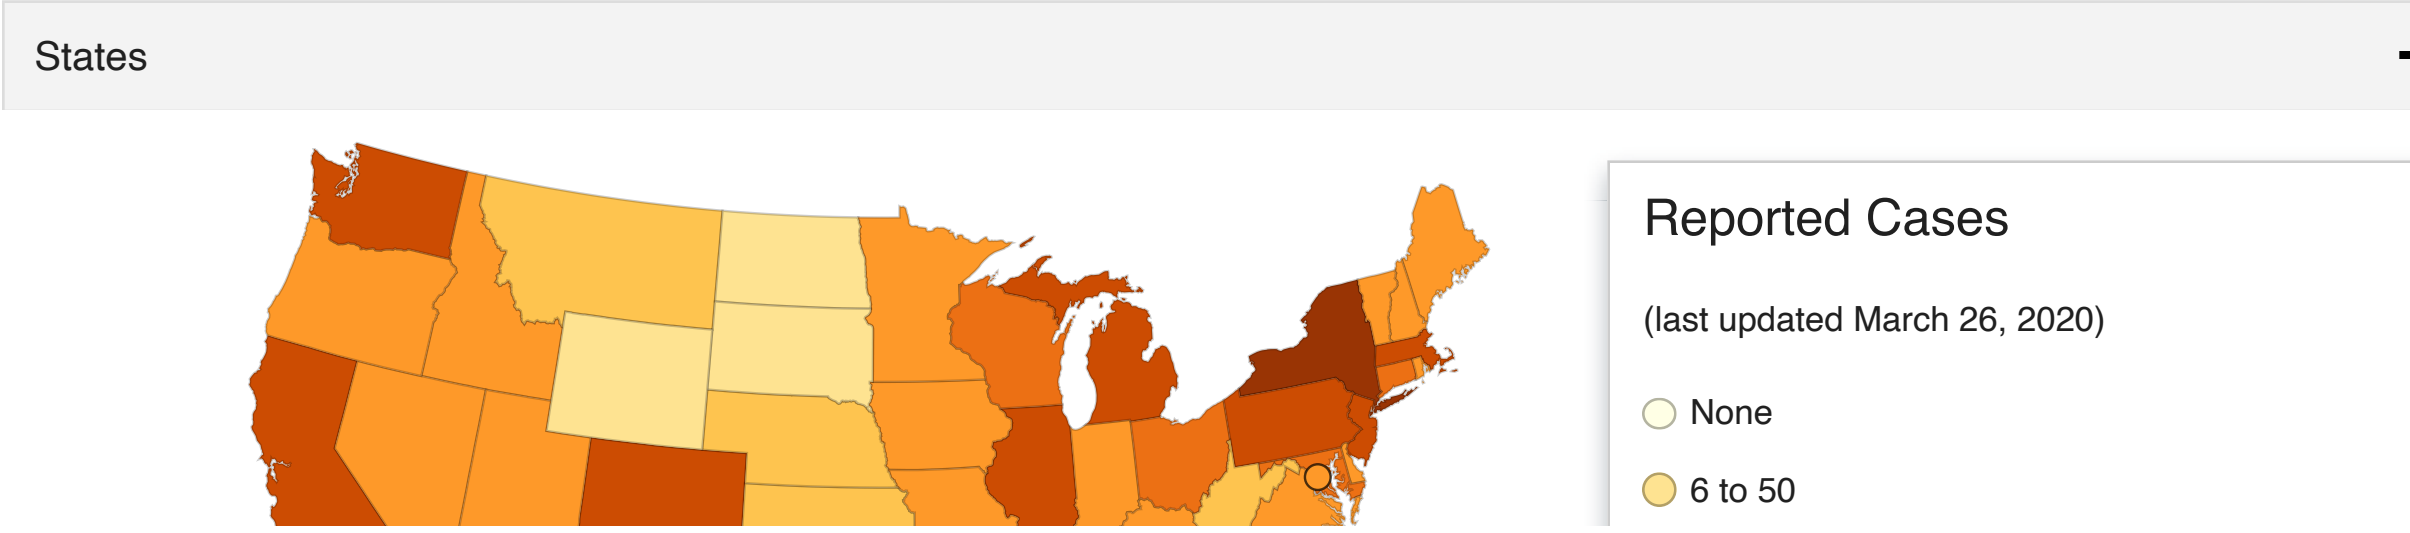 States
Reported Cases
(last updated March 26, 2020)
None
6 to 50